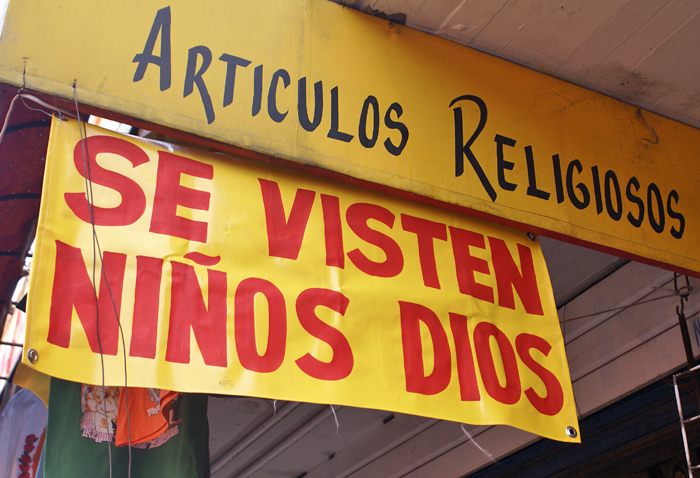 Articulos Religiosos
SE VISTEN
NIÑOS DIOS